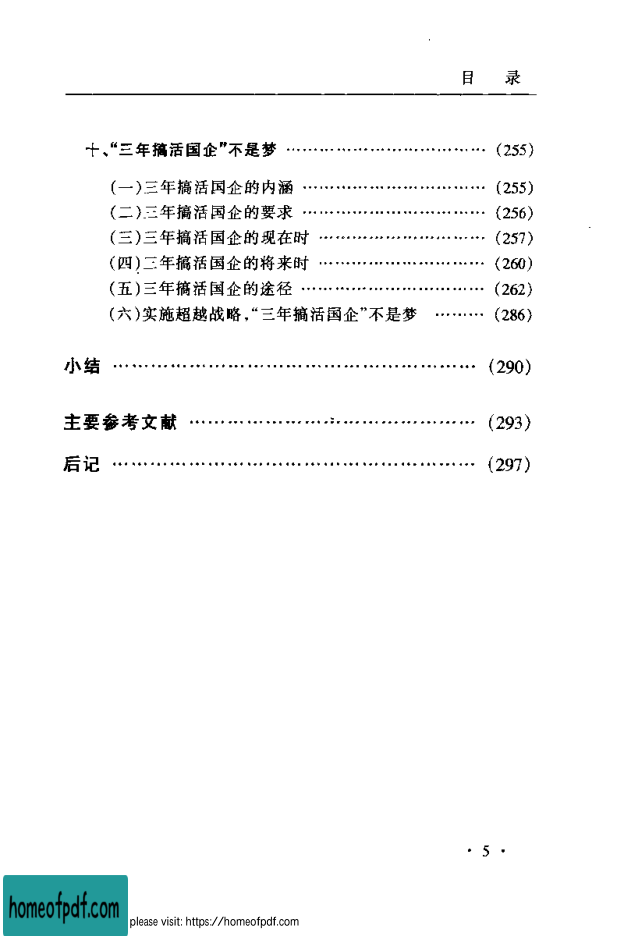 目 录
十、“三年搞活国企”不是梦 ……………………………… (255)
(一)三年搞活国企的内涵 …………………………… (255)
(二)三年搞活国企的要求 …………………………… (256)
(三)三年搞活国企的现在时 ………………………… (257)
(四)三年搞活国企的将来时 ………………………… (260)
(五)三年搞活国企的途径 …………………………… (262)
(六)实施超越战略,“三年搞活国企”不是梦 ……… (286)
小结 ………………………………………………… (290)
主要参考文献 ……………………………………… (293)
后记 ………………………………………………… (297)
· 5 ·
homeofpdf.com
please visit: https://homeofpdf.com